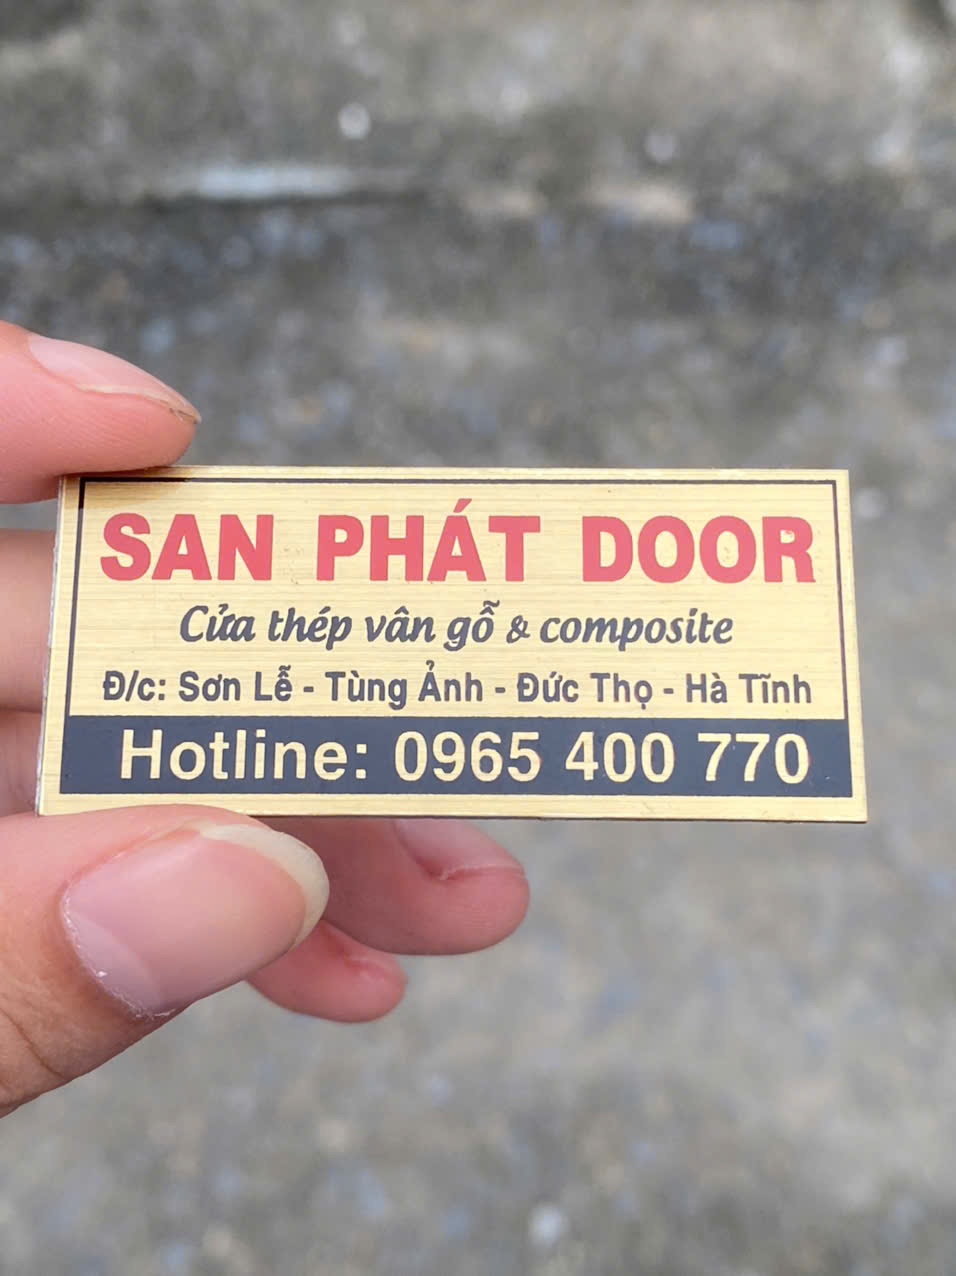 SAN PHÁT DOOR
Cửa thép vân gỗ & composite
Đ/c: Sơn Lễ - Tùng Ảnh - Đức Thọ - Hà Tĩnh
Hotline: 0965 400 770